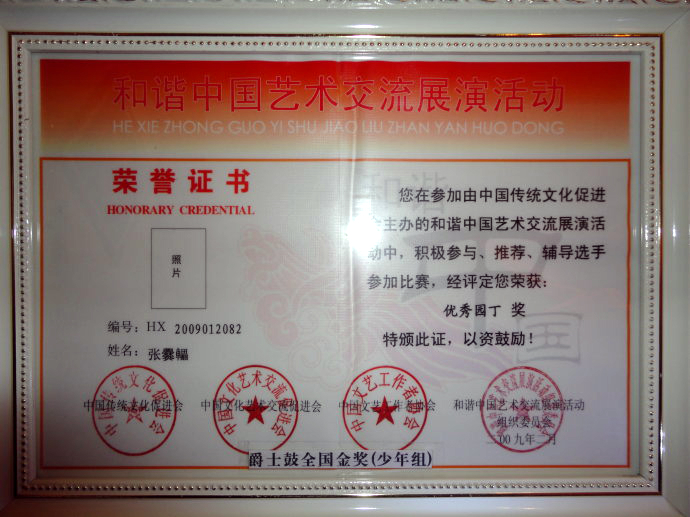 和谐中国艺术交流展演活动
HE XIE ZHONG GUO YI SHU JIAO LIU ZHAN YAN HUO DONG
荣誉证书
HONORARY CREDENTIAL
照
片
编号：HX 2009012082
姓名：张爨韫
您在参加由中国传统文化促进
会主办的和谐中国艺术交流展演活
动中，积极参与、推荐、辅导选手
参加比赛，经评定您荣获：
优秀园丁 奖
特颁此证，以资鼓励！
中国传统文化促进会
中国文化艺术交流促进会
中国文艺工作者协会
和谐中国艺术交流展演活动
组织委员会
二00九年二月
爵士鼓全国金奖(少年组)